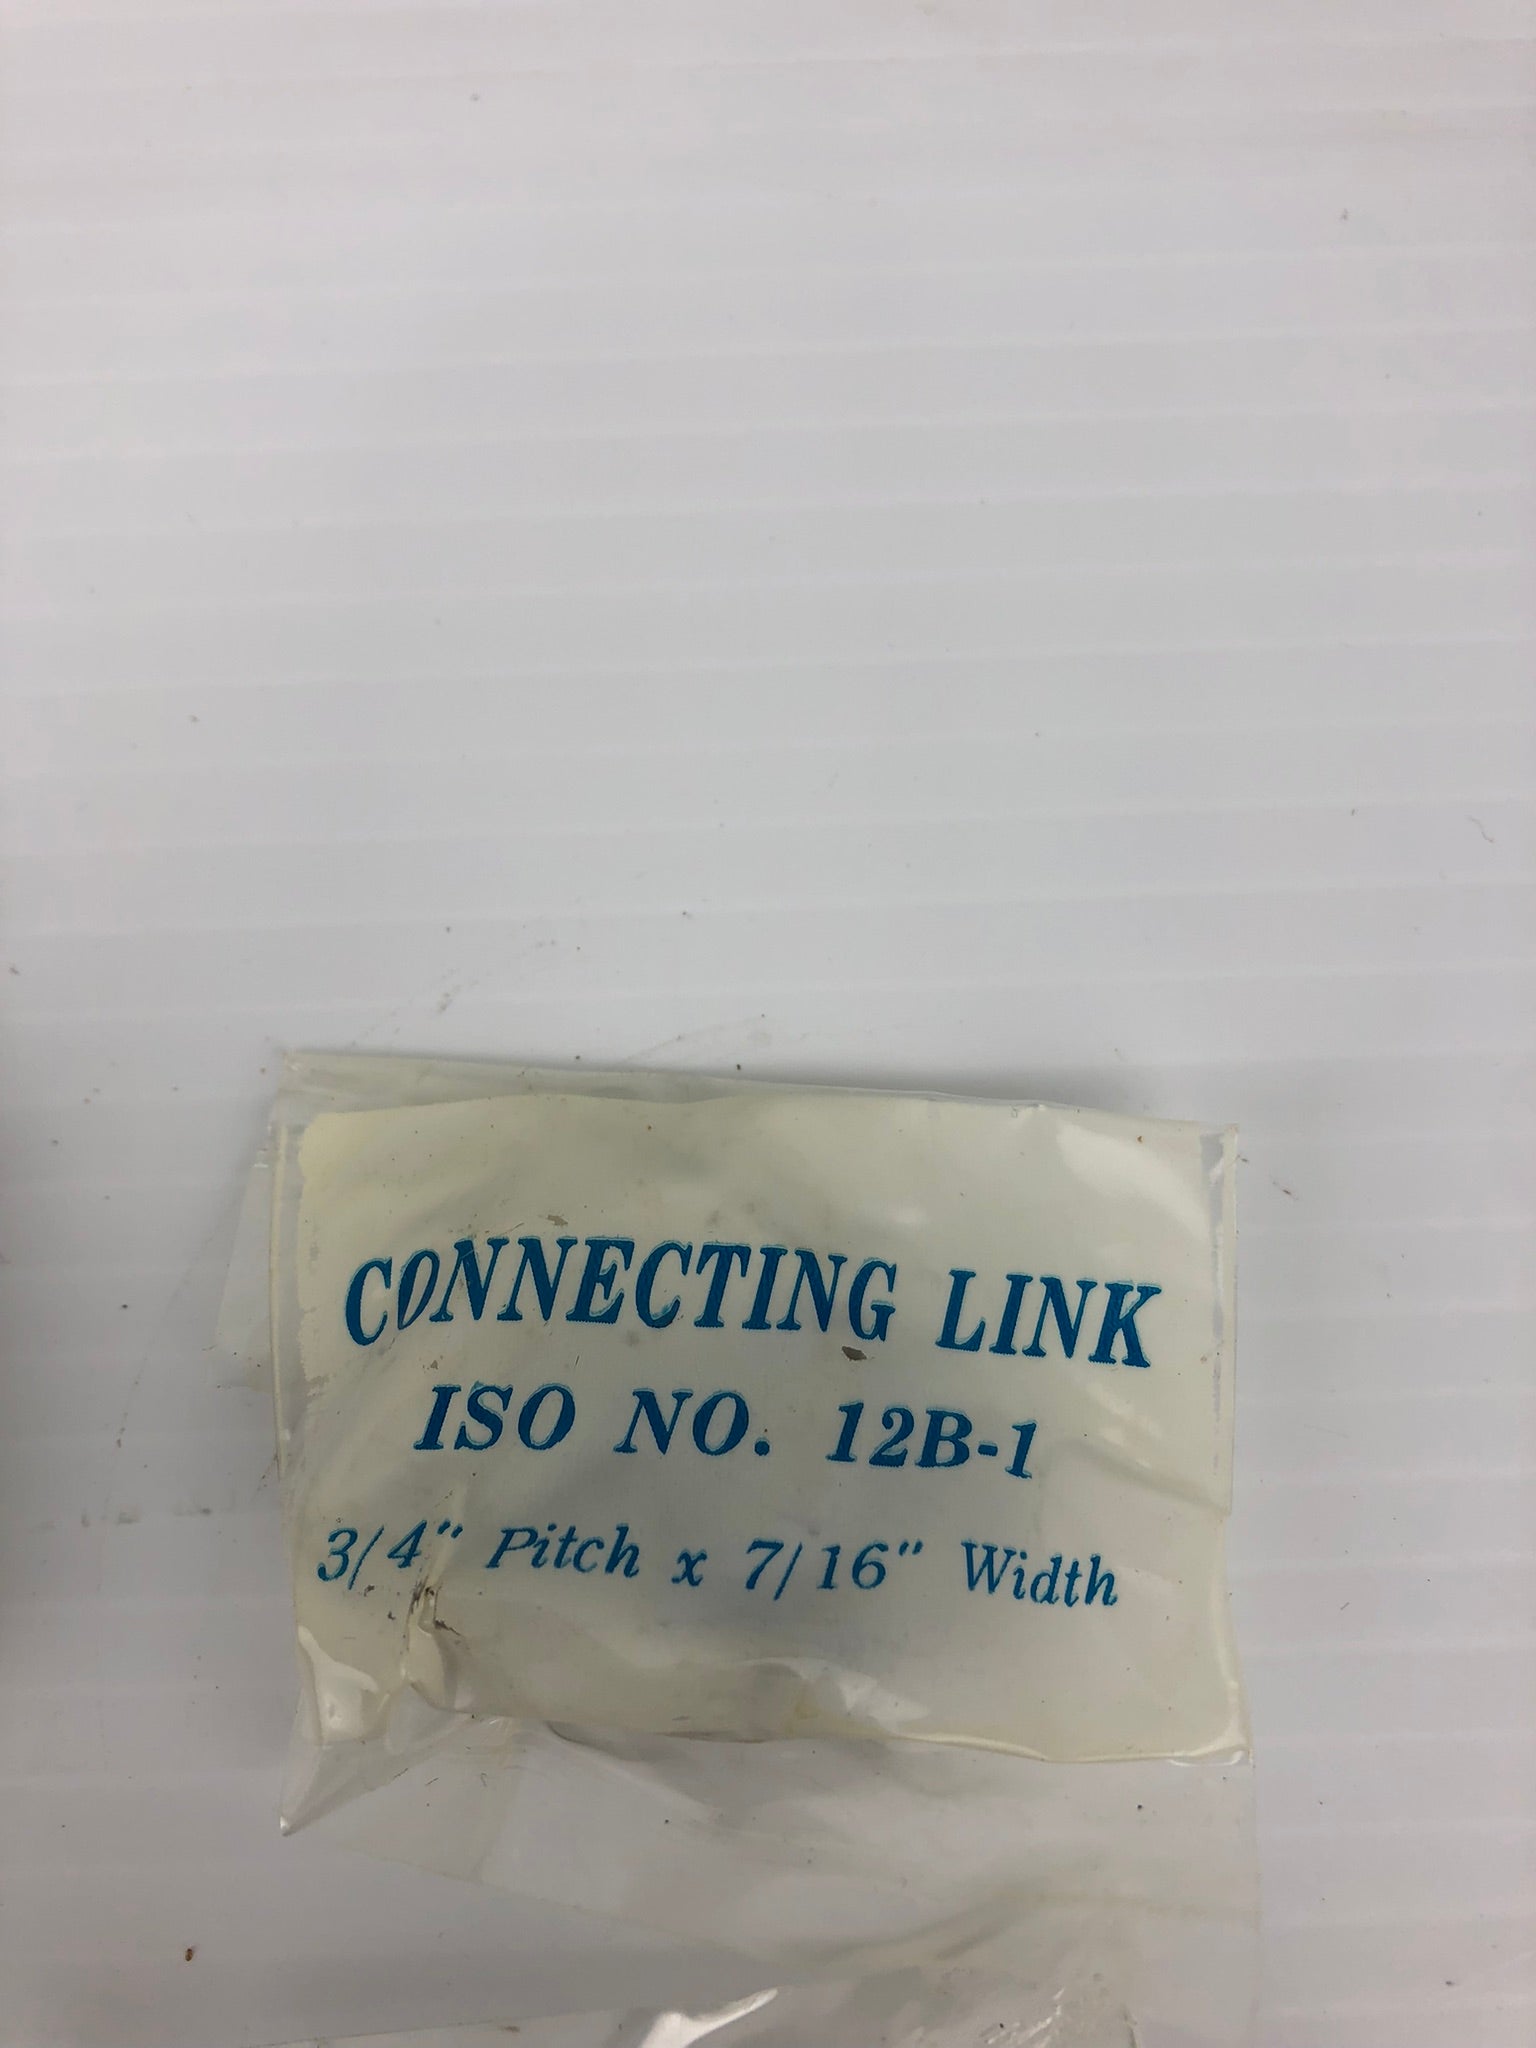 CONNECTING LINK
ISO NO. 12B-1
3/4" Pitch x 7/16" Width